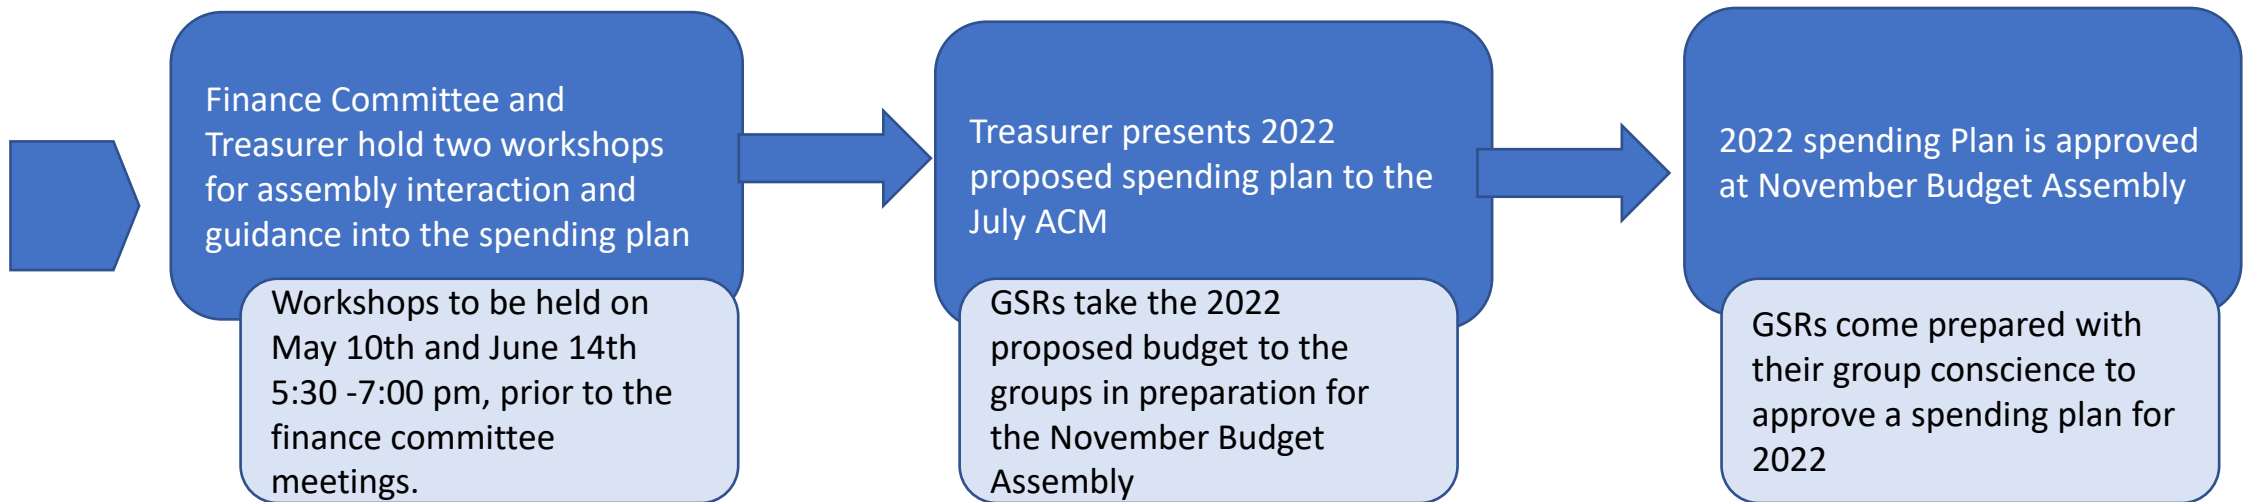 Finance Committee and
Treasurer hold two workshops
for assembly interaction and
guidance into the spending plan
Workshops to be held on
May 10th and June 14th
5:30 -7:00 pm, prior to the
finance committee
meetings.
Treasurer presents 2022
proposed spending plan to the
July ACM
GSRs take the 2022
proposed budget to the
groups in preparation for
the November Budget
Assembly
2022 spending Plan is approved
at November Budget Assembly
GSRs come prepared with
their group conscience to
approve a spending plan for
2022